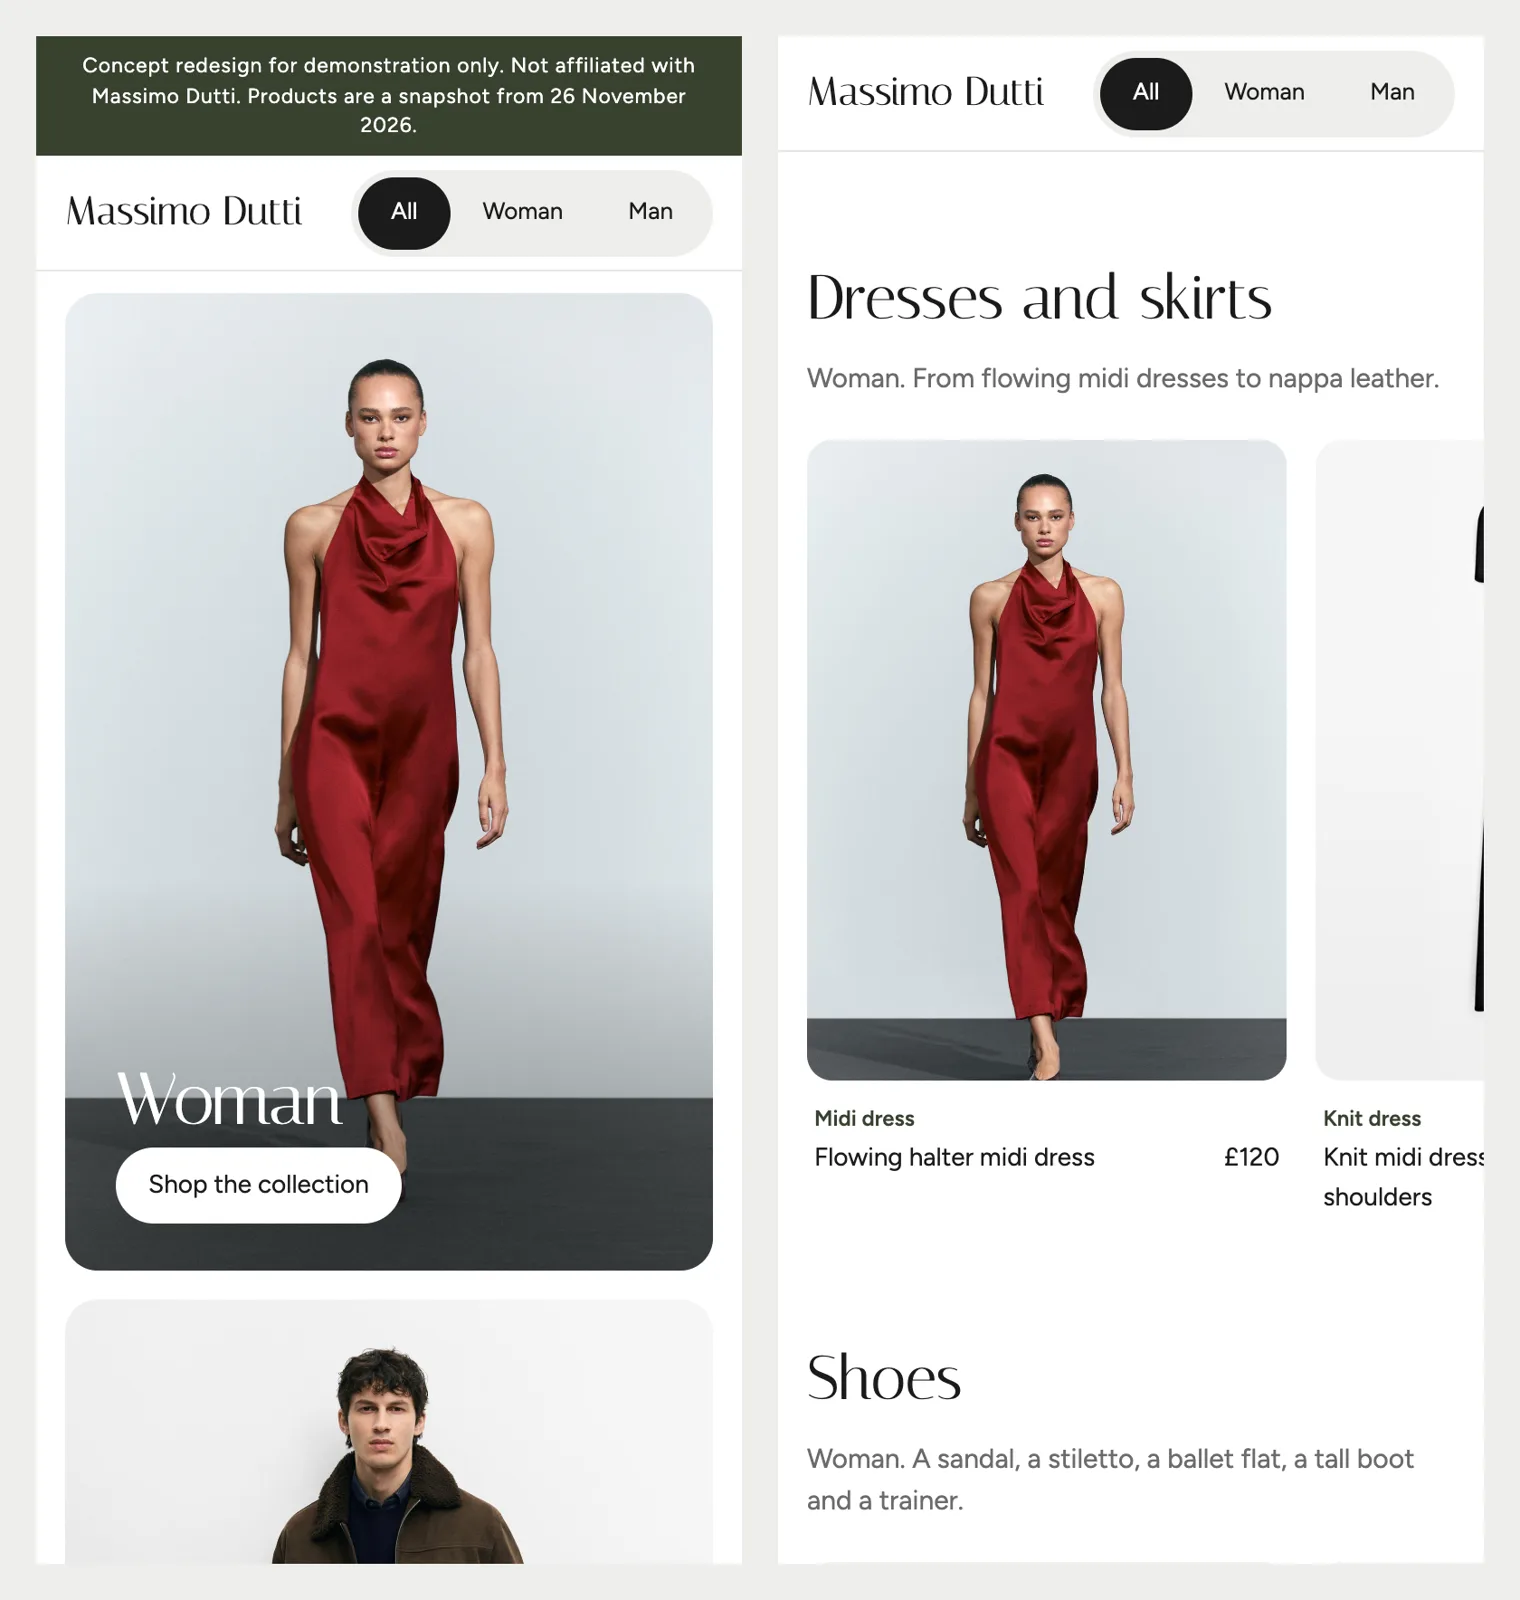 Concept redesign for demonstration only. Not affiliated with
Massimo Dutti. Products are a snapshot from 26 November
2026.
Massimo Dutti
All
Woman
Man
Woman
Shop the collection
Massimo Dutti
All
Woman
Man
Dresses and skirts
Woman. From flowing midi dresses to nappa leather.
Midi dress
Flowing halter midi dress
£120
Knit dress
Knit midi dress
shoulders
Shoes
Woman. A sandal, a stiletto, a ballet flat, a tall boot
and a trainer.